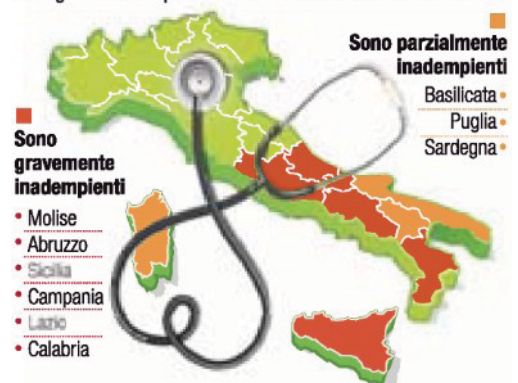 Sono
gravemente
inadempienti
• Molise
• Abruzzo
• Sicilia
• Campania
• Lazio
• Calabria
Sono parzialmente
inadempienti
Basilicata •
Puglia •
Sardegna •